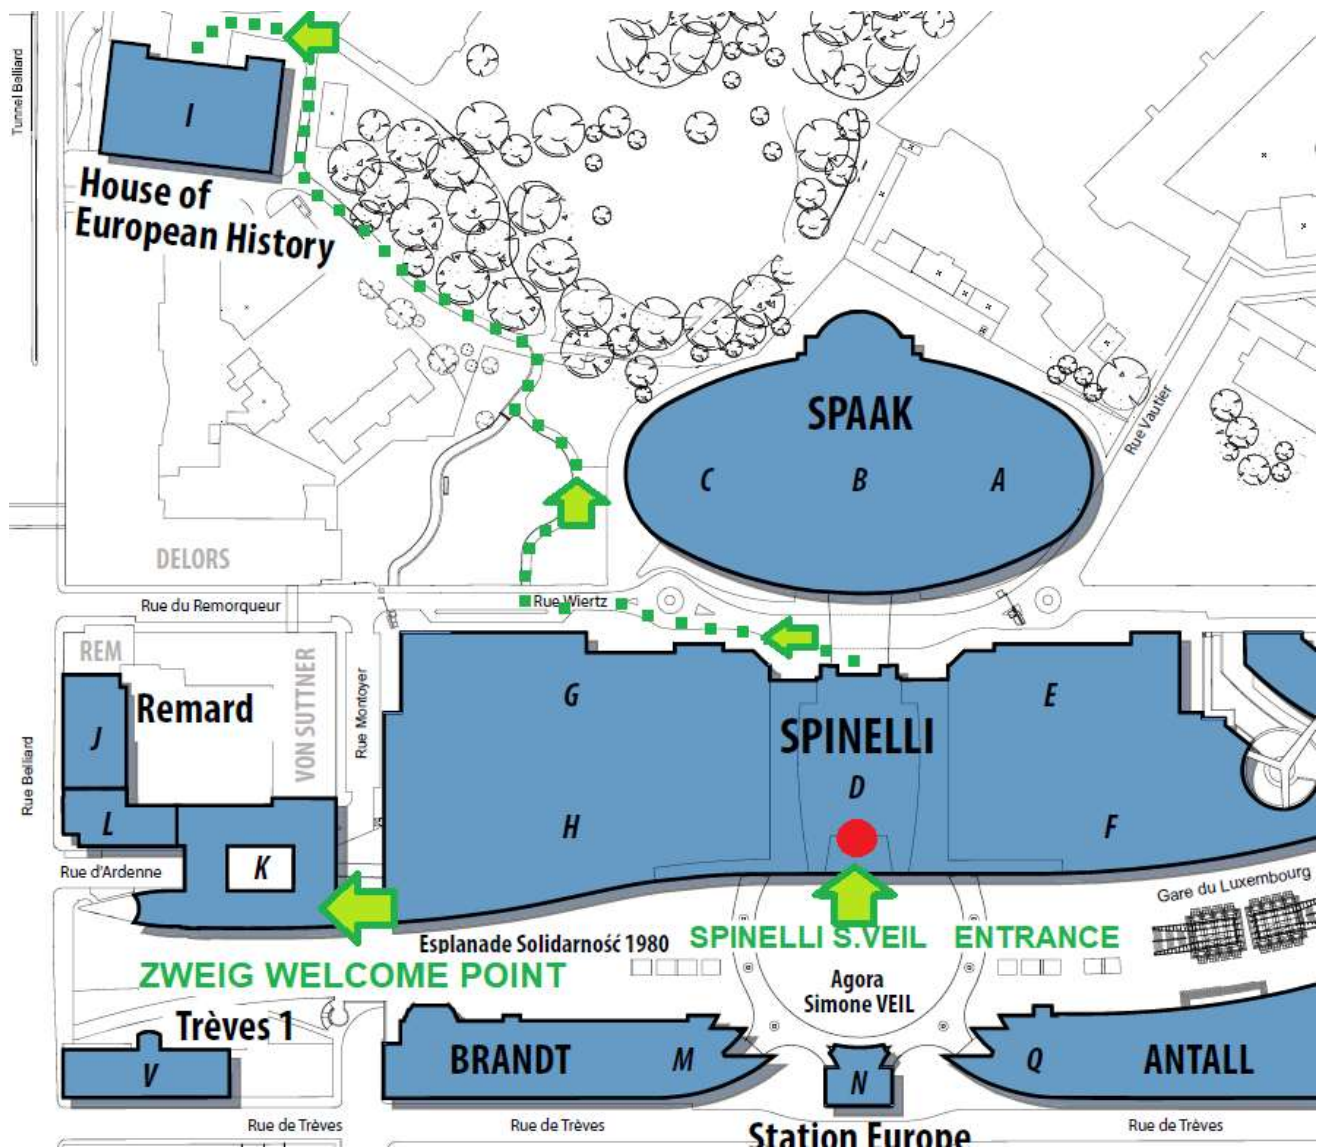 Tunnel Belliard
I
House of
European History
SPAAK
C
B
A
Rue Vautier
DELORS
Rue du Remorqueur
Rue Wiertz
REM
Remard
VON SUTTNER
Rue Montoyer
J
G
E
SPINELLI
D
Rue Belliard
L
H
F
K
Rue d'Ardenne
Gare du Luxembourg
Esplanade Solidarność 1980
SPINELLI S.VEIL ENTRANCE
ZWEIG WELCOME POINT
Agora
Simone VEIL
Trèves 1
V
BRANDT
M
N
Q
ANTALL
Rue de Trèves
Rue de Trèves
Rue de Trèves
Station Europe